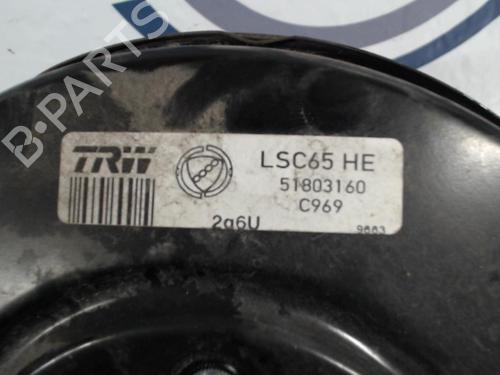 B-PARTS
TRW
LSC65 HE
51803160
C969
2a6U
9883